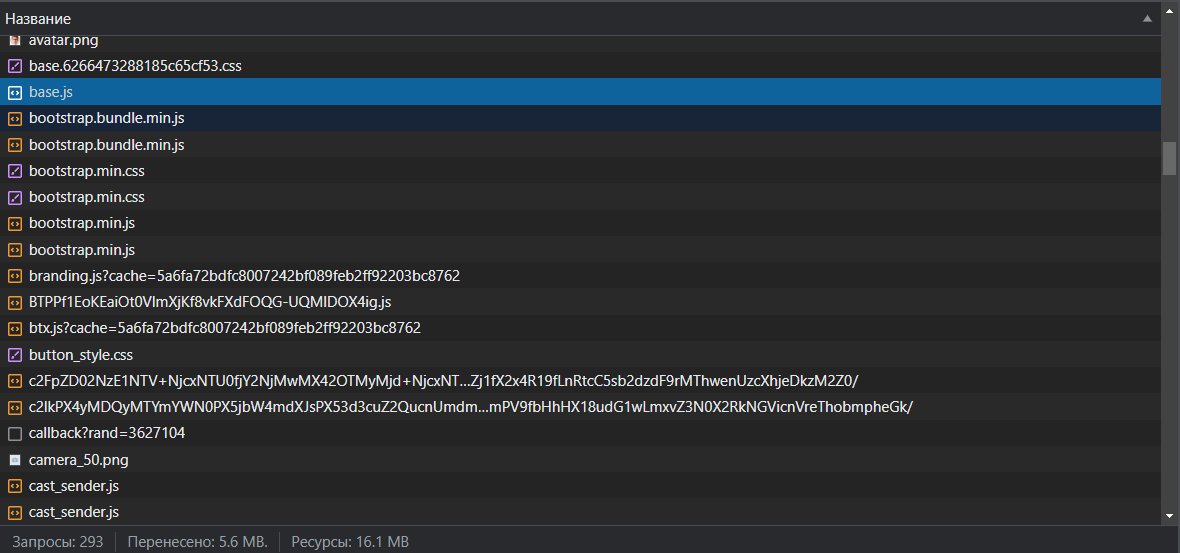 Название
avatar.png
base.6266473288185c65cf53.css
base.js
bootstrap.bundle.min.js
bootstrap.bundle.min.js
bootstrap.min.css
bootstrap.min.css
bootstrap.min.js
bootstrap.min.js
branding.js?cache=5a6fa72bdfc8007242bf089feb2ff92203bc8762
BTPPf1EoKEaiOt0VlmXjKf8vkFXdFOQG-UQMIDOX4ig.js
btx.js?cache=5a6fa72bdfc8007242bf089feb2ff92203bc8762
button_style.css
c2FpZD02NzE1NTV+NjcxNTU0fjY2NjMwMX42OTMyMjd+NjcxNT...Zj1fX2x4R19fLnRtcC5sb2dzdF9rMThwenUzcXhjeDkzM2Z0/
c2lkPX4yMDQyMTYmYWN0PX5jbW4mdXJsPX53d3cuZ2QucnUmdm...mPV9fbHhHX18udG1wLmxvZ3N0X2RkNGVicnVreThobmpheGk/
callback?rand=3627104
camera_50.png
cast_sender.js
cast_sender.js
Запросы: 293 Перенесено: 5.6 MB. Ресурсы: 16.1 MB